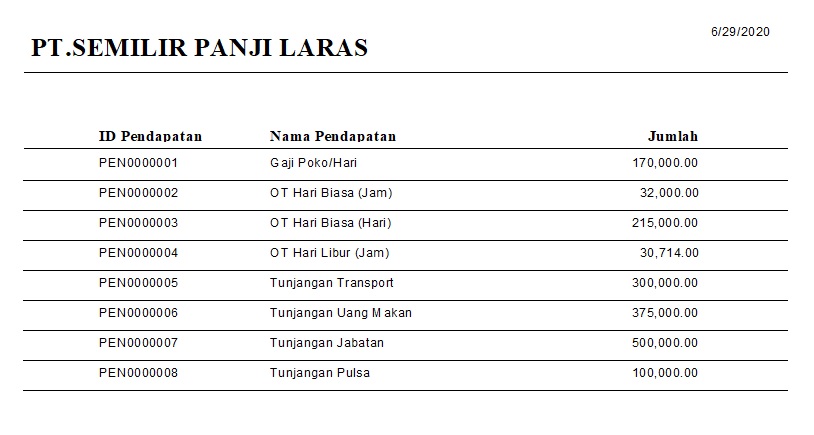 6/29/2020
PT.SEMILIR PANJI LARAS
ID Pendapatan Nama Pendapatan Jumlah
PEN0000001 Gaji Poko/Hari 170,000.00
PEN0000002 OT Hari Biasa (Jam) 32,000.00
PEN0000003 OT Hari Biasa (Hari) 215,000.00
PEN0000004 OT Hari Libur (Jam) 30,714.00
PEN0000005 Tunjangan Transport 300,000.00
PEN0000006 Tunjangan Uang Makan 375,000.00
PEN0000007 Tunjangan Jabatan 500,000.00
PEN0000008 Tunjangan Pulsa 100,000.00